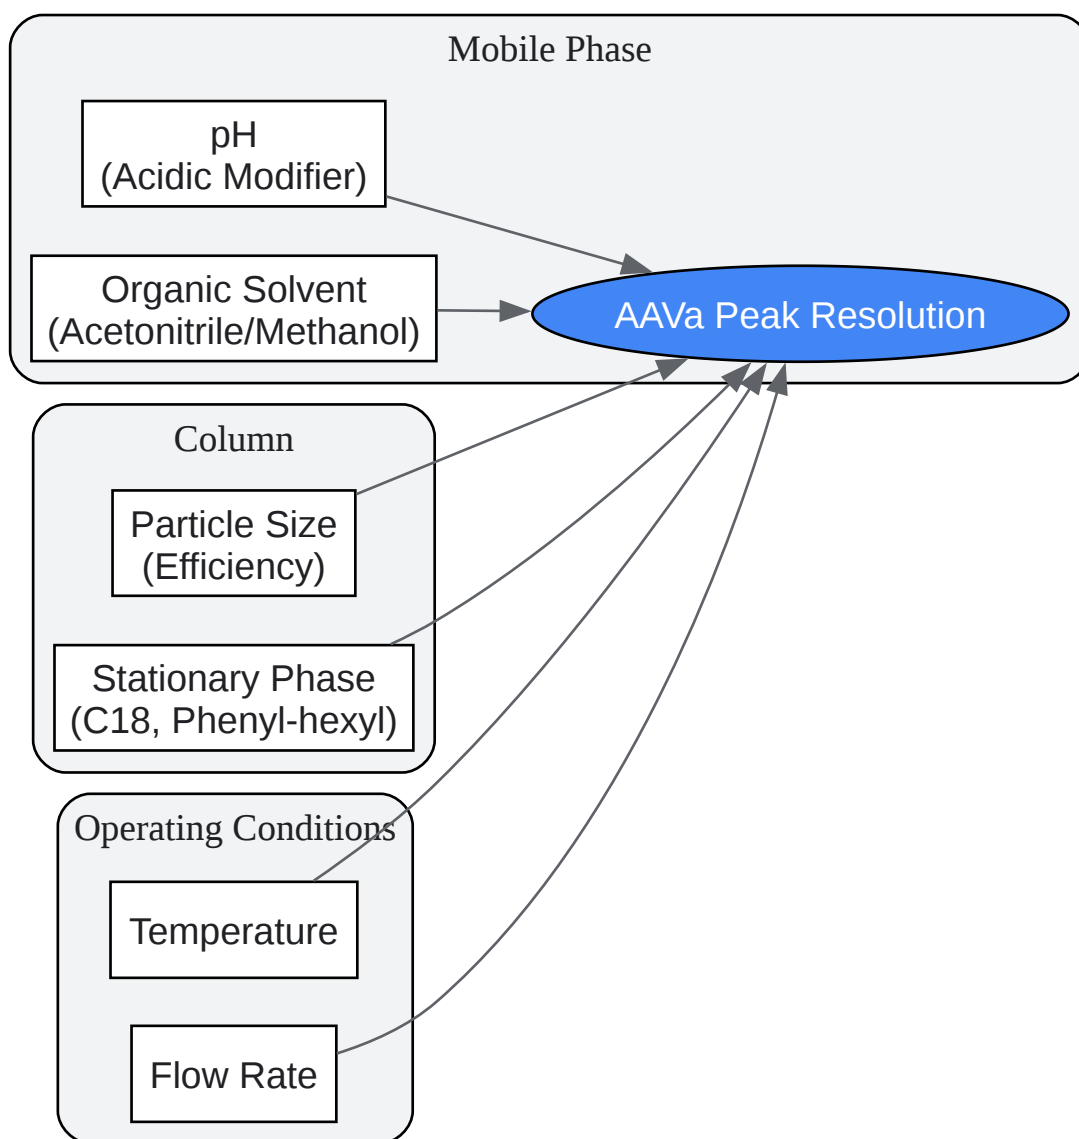 Mobile Phase
pH
(Acidic Modifier)
Organic Solvent
(Acetonitrile/Methanol)
AAVa Peak Resolution
Column
Particle Size
(Efficiency)
Stationary Phase
(C18, Phenyl-hexyl)
Operating Conditions
Temperature
Flow Rate